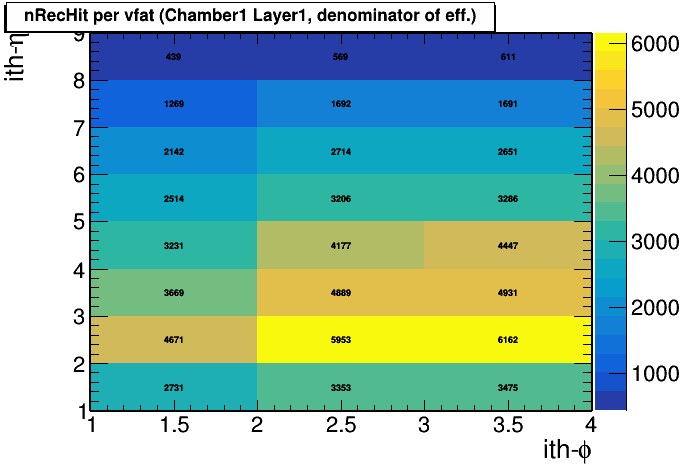 nRecHit per vfat (Chamber1 Layer1, denominator of eff.)
ith-η
9
8
7
6
5
4
3
2
1
439 569 611
1269 1692 1691
2142 2714 2651
2514 3206 3286
3231 4177 4447
3669 4889 4931
4671 5953 6162
2731 3353 3475
1 1.5 2 2.5 3 3.5 4
ith-ϕ
6000
5000
4000
3000
2000
1000